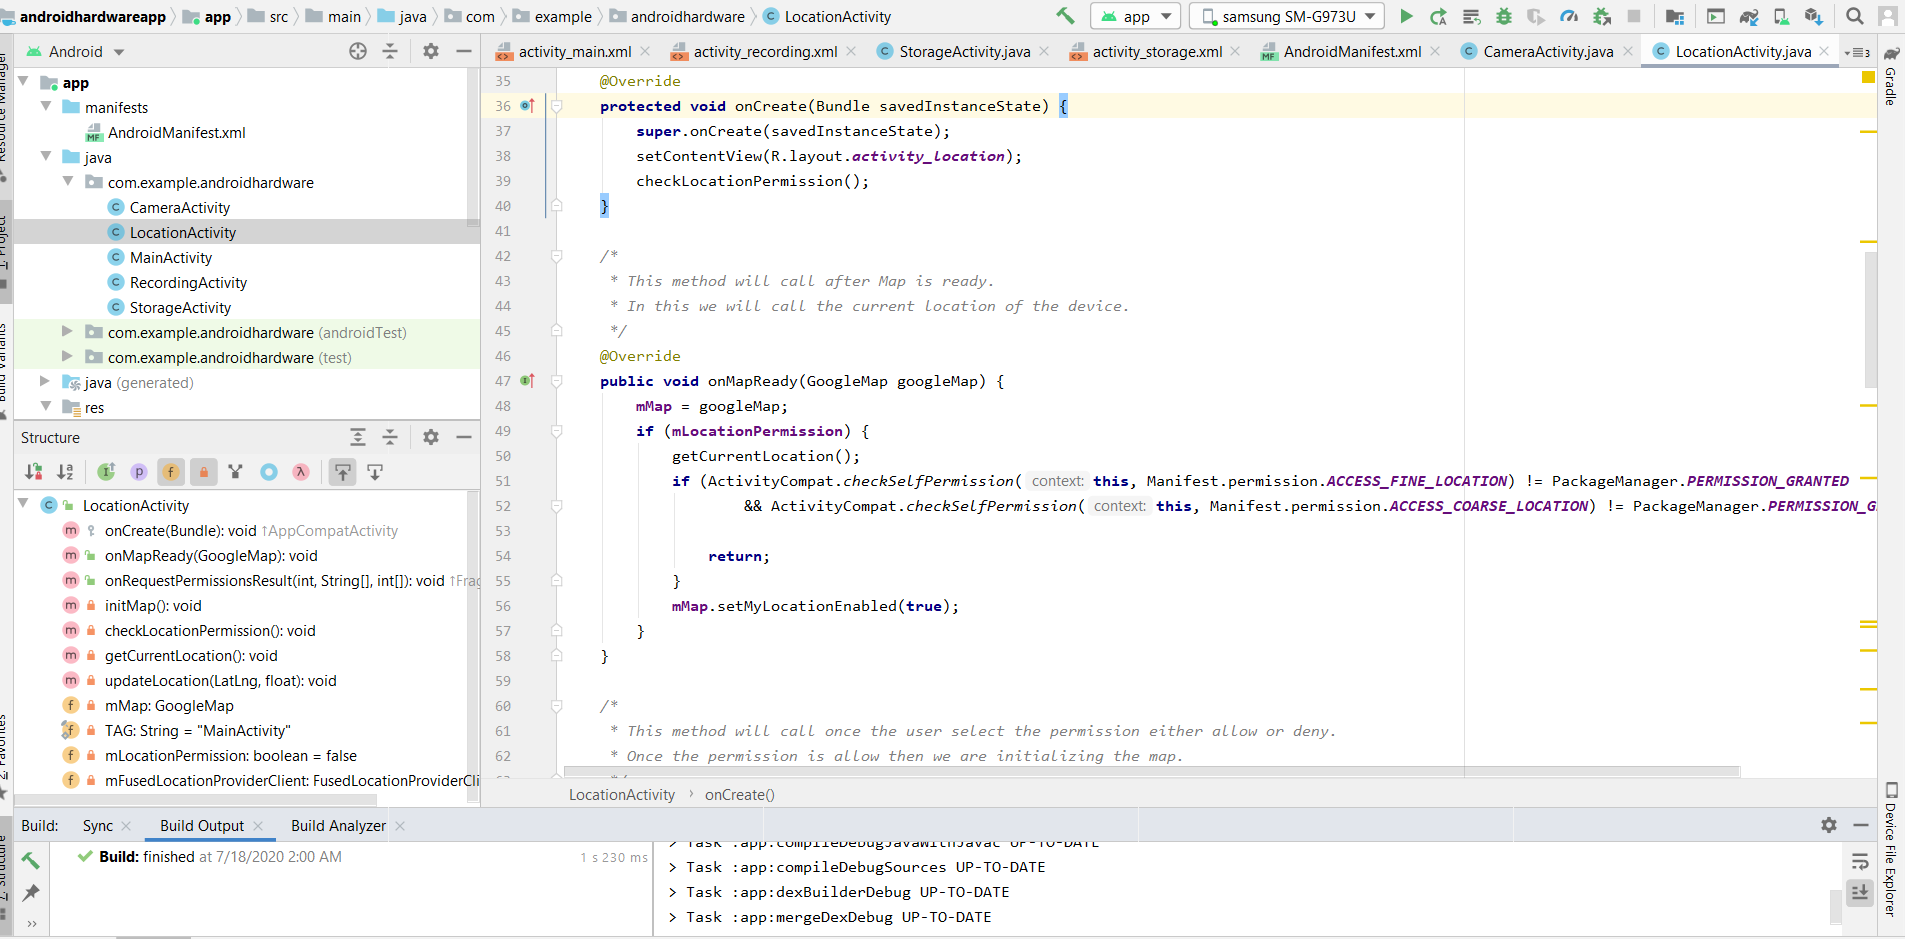 androidhardwareapp app src main java com example androidhardware LocationActivity
app samsung SM-G973U
Android
activity_main.xml activity_recording.xml StorageActivity.java activity_storage.xml AndroidManifest.xml CameraActivity.java LocationActivity.java
3
Resource Manager
1: Project
Build Variants
2: Favorites
7: Structure
Gradle
Device File Explorer
app
manifests
AndroidManifest.xml
java
com.example.androidhardware
CameraActivity
LocationActivity
MainActivity
RecordingActivity
StorageActivity
com.example.androidhardware (androidTest)
com.example.androidhardware (test)
java (generated)
res
Structure
LocationActivity
onCreate(Bundle): void ↑AppCompatActivity
onMapReady(GoogleMap): void
onRequestPermissionsResult(int, String[], int[]): void ↑Frag
initMap(): void
checkLocationPermission(): void
getCurrentLocation(): void
updateLocation(LatLng, float): void
mMap: GoogleMap
TAG: String = "MainActivity"
mLocationPermission: boolean = false
mFusedLocationProviderClient: FusedLocationProviderCli
35 @Override
36 protected void onCreate(Bundle savedInstanceState) {
37 super.onCreate(savedInstanceState);
38 setContentView(R.layout.activity_location);
39 checkLocationPermission();
40 }
41
42 /*
43 * This method will call after Map is ready.
44 * In this we will call the current location of the device.
45 */
46 @Override
47 public void onMapReady(GoogleMap googleMap) {
48 mMap = googleMap;
49 if (mLocationPermission) {
50 getCurrentLocation();
51 if (ActivityCompat.checkSelfPermission( context: this, Manifest.permission.ACCESS_FINE_LOCATION) != PackageManager.PERMISSION_GRANTED
52 && ActivityCompat.checkSelfPermission( context: this, Manifest.permission.ACCESS_COARSE_LOCATION) != PackageManager.PERMISSION_G
53
54 return;
55 }
56 mMap.setMyLocationEnabled(true);
57 }
58 }
59
60 /*
61 * This method will call once the user select the permission either allow or deny.
62 * Once the permission is allow then we are initializing the map.
LocationActivity › onCreate()
Build: Sync Build Output Build Analyzer
Build: finished at 7/18/2020 2:00 AM 1 s 230 ms
> Task :app:compileDebugJavaWithJavac UP-TO-DATE
> Task :app:compileDebugSources UP-TO-DATE
> Task :app:dexBuilderDebug UP-TO-DATE
> Task :app:mergeDexDebug UP-TO-DATE